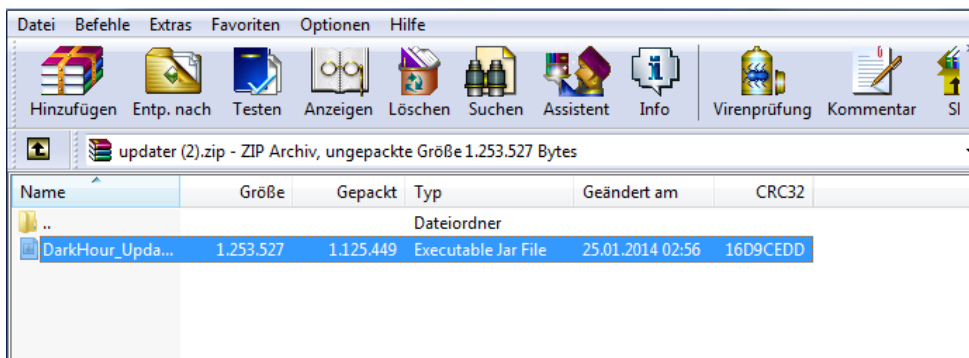 Datei Befehle Extras Favoriten Optionen Hilfe
Hinzufügen Entp. nach Testen Anzeigen Löschen Suchen Assistent Info Virenprüfung Kommentar SF
updater (2).zip - ZIP Archiv, ungepackte Größe 1.253.527 Bytes
Name Größe Gepackt Typ Geändert am CRC32
.. Dateiordner
DarkHour_Upda... 1.253.527 1.125.449 Executable Jar File 25.01.2014 02:56 16D9CEDD